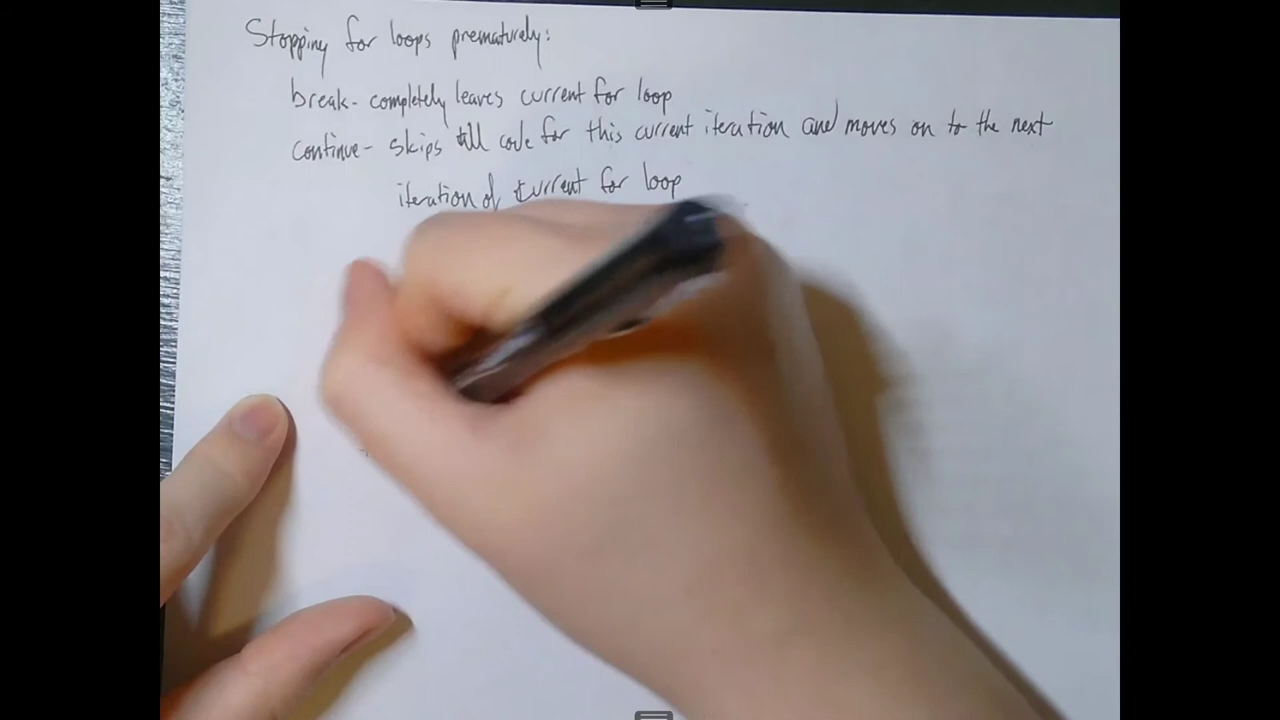 Stopping for loops prematurely:
break- completely leaves current for loop
continue- skips all code for this current iteration and moves on to the next
iteration of current for loop